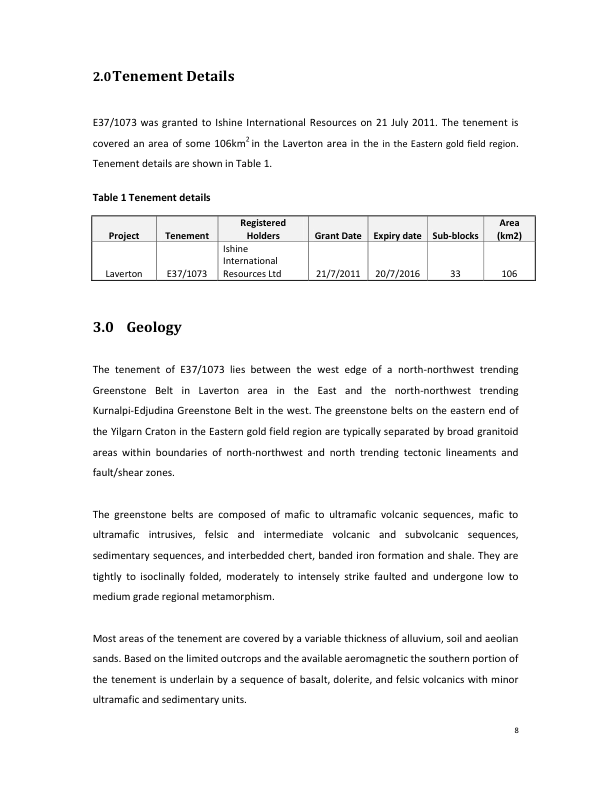 2.0 Tenement Details
E37/1073 was granted to Ishine International Resources on 21 July 2011. The tenement is
covered an area of some 106km2 in the Laverton area in the in the Eastern gold field region.
Tenement details are shown in Table 1.
Table 1 Tenement details
Project Tenement Registered Holders Grant Date Expiry date Sub-blocks Area (km2)
Laverton E37/1073 Ishine International Resources Ltd 21/7/2011 20/7/2016 33 106
3.0 Geology
The tenement of E37/1073 lies between the west edge of a north-northwest trending
Greenstone Belt in Laverton area in the East and the north-northwest trending
Kurnalpi-Edjudina Greenstone Belt in the west. The greenstone belts on the eastern end of
the Yilgarn Craton in the Eastern gold field region are typically separated by broad granitoid
areas within boundaries of north-northwest and north trending tectonic lineaments and
fault/shear zones.
The greenstone belts are composed of mafic to ultramafic volcanic sequences, mafic to
ultramafic intrusives, felsic and intermediate volcanic and subvolcanic sequences,
sedimentary sequences, and interbedded chert, banded iron formation and shale. They are
tightly to isoclinally folded, moderately to intensely strike faulted and undergone low to
medium grade regional metamorphism.
Most areas of the tenement are covered by a variable thickness of alluvium, soil and aeolian
sands. Based on the limited outcrops and the available aeromagnetic the southern portion of
the tenement is underlain by a sequence of basalt, dolerite, and felsic volcanics with minor
ultramafic and sedimentary units.
8